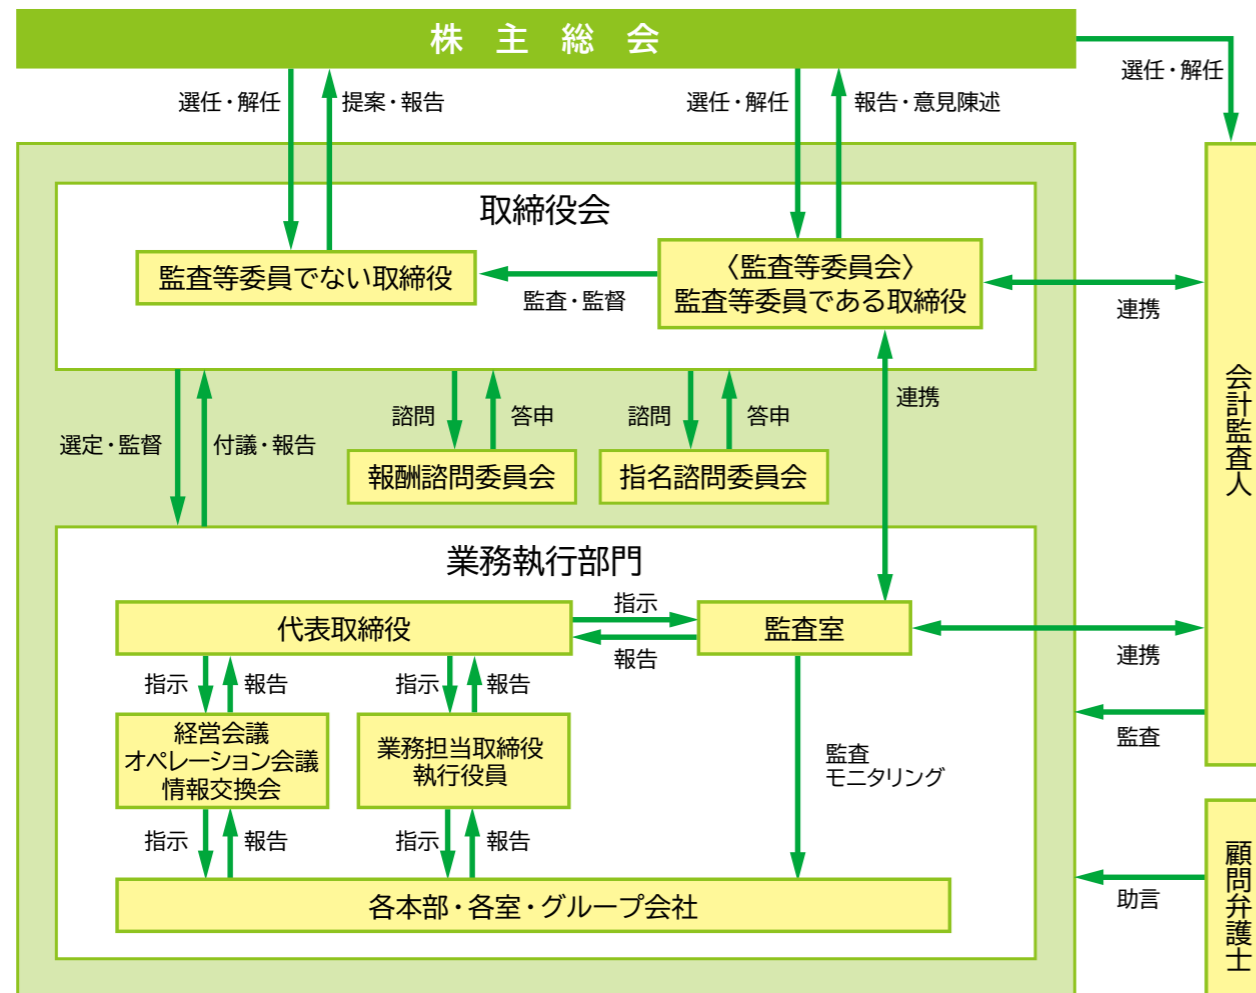 株主総会
選任・解任
提案・報告
選任・解任
報告・意見陳述
選任・解任
取締役会
監査等委員でない取締役
監査・監督
〈監査等委員会〉
監査等委員である取締役
連携
会計監査人
選定・監督
付議・報告
諮問
答申
諮問
答申
連携
報酬諮問委員会
指名諮問委員会
業務執行部門
代表取締役
指示
報告
監査室
連携
監査
指示
報告
指示
報告
経営会議
オペレーション会議
情報交換会
業務担当取締役
執行役員
監査
モニタリング
指示
報告
指示
報告
各本部・各室・グループ会社
助言
顧問弁護士